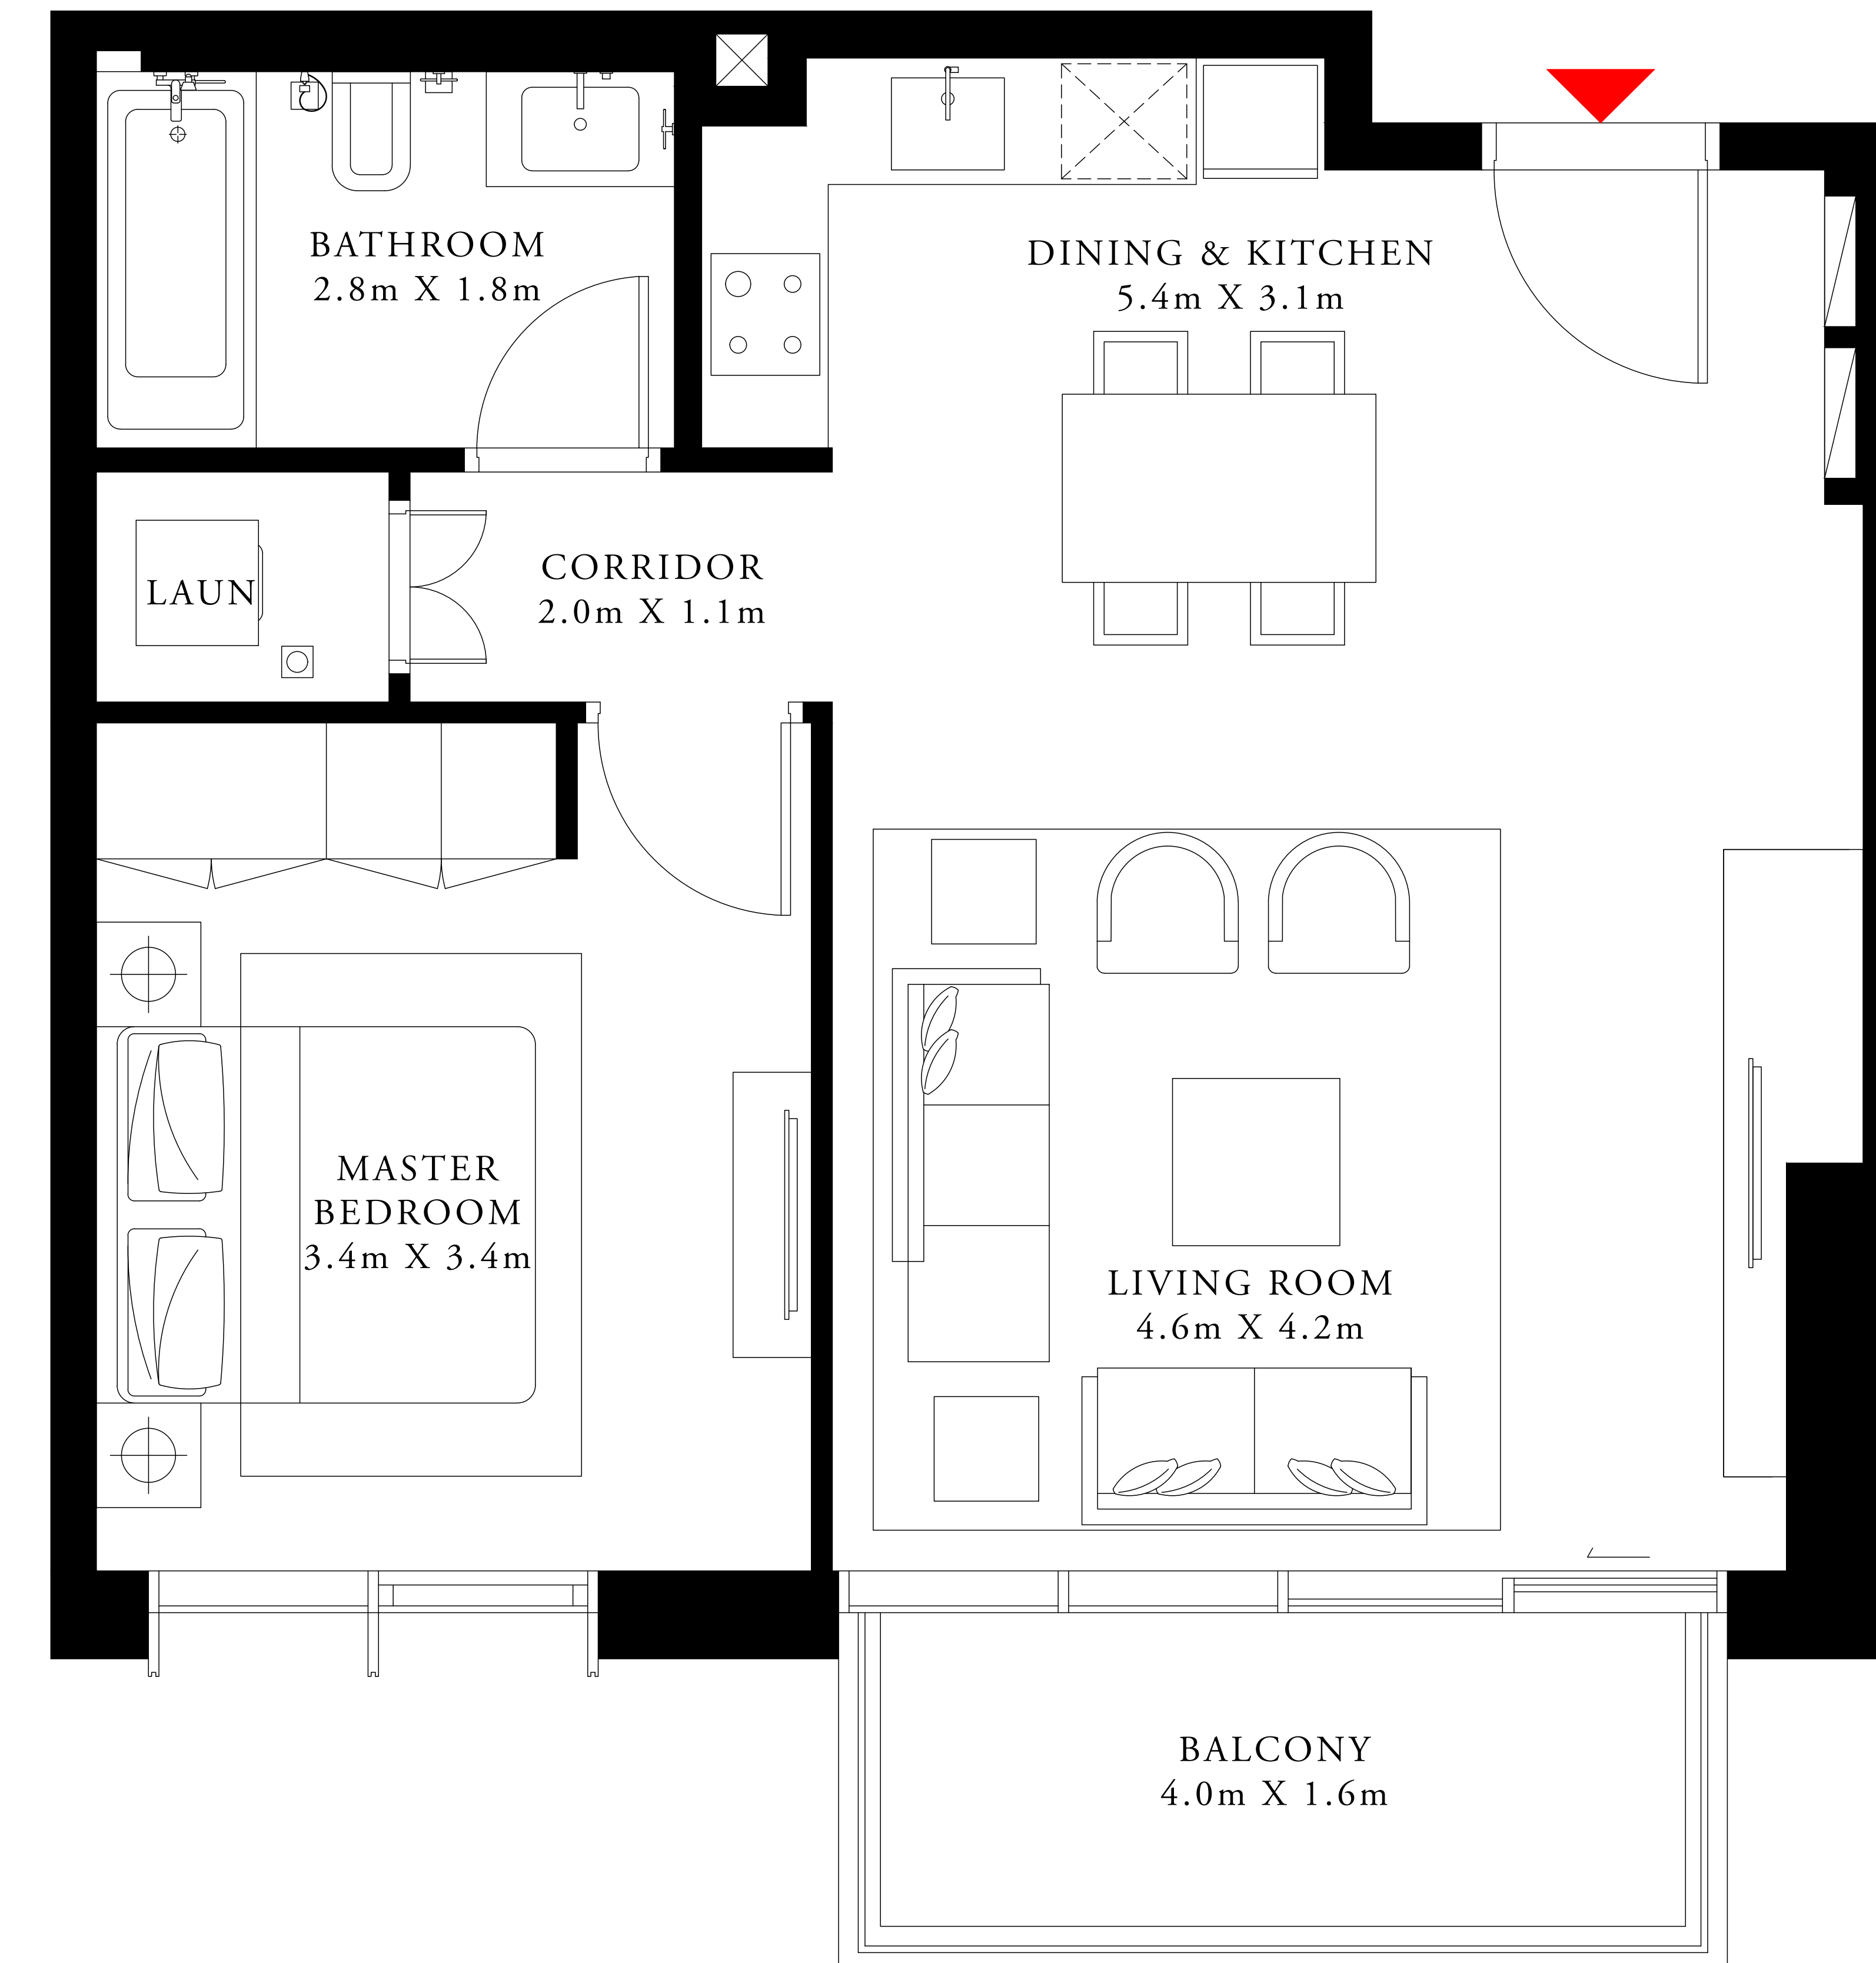 BATHROOM
2.8m X 1.8m
DINING & KITCHEN
5.4m X 3.1m
CORRIDOR
2.0m X 1.1m
LAUN
MASTER
BEDROOM
3.4m X 3.4m
LIVING ROOM
4.6m X 4.2m
BALCONY
4.0m X 1.6m